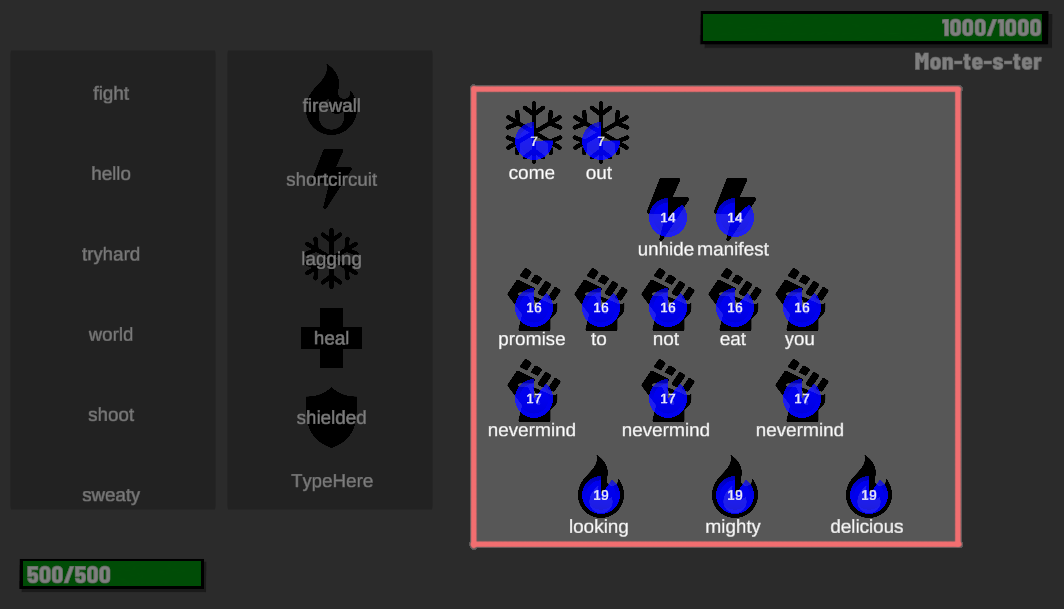 1000/1000
Mon-te-s-ter
fight
hello
tryhard
world
shoot
sweaty
firewall
shortcircuit
lagging
heal
shielded
TypeHere
7 7
come out
14 14
unhide manifest
16 16 16 16 16
promise to not eat you
17 17 17
nevermind nevermind nevermind
19 19 19
looking mighty delicious
500/500